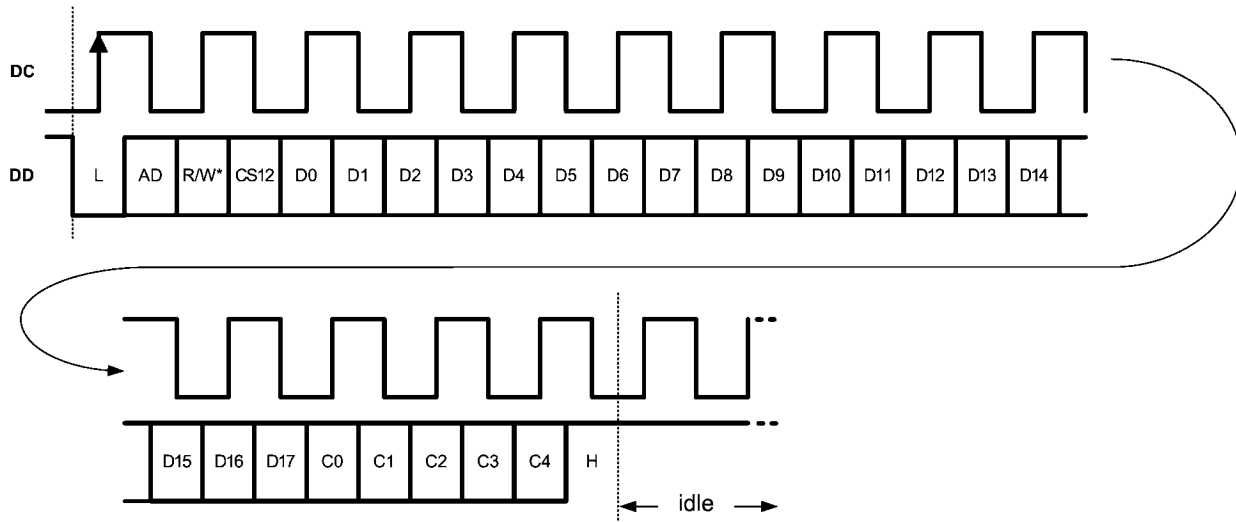 DC
DD L AD R/W* CS12 D0 D1 D2 D3 D4 D5 D6 D7 D8 D9 D10 D11 D12 D13 D14
D15 D16 D17 C0 C1 C2 C3 C4 H
idle